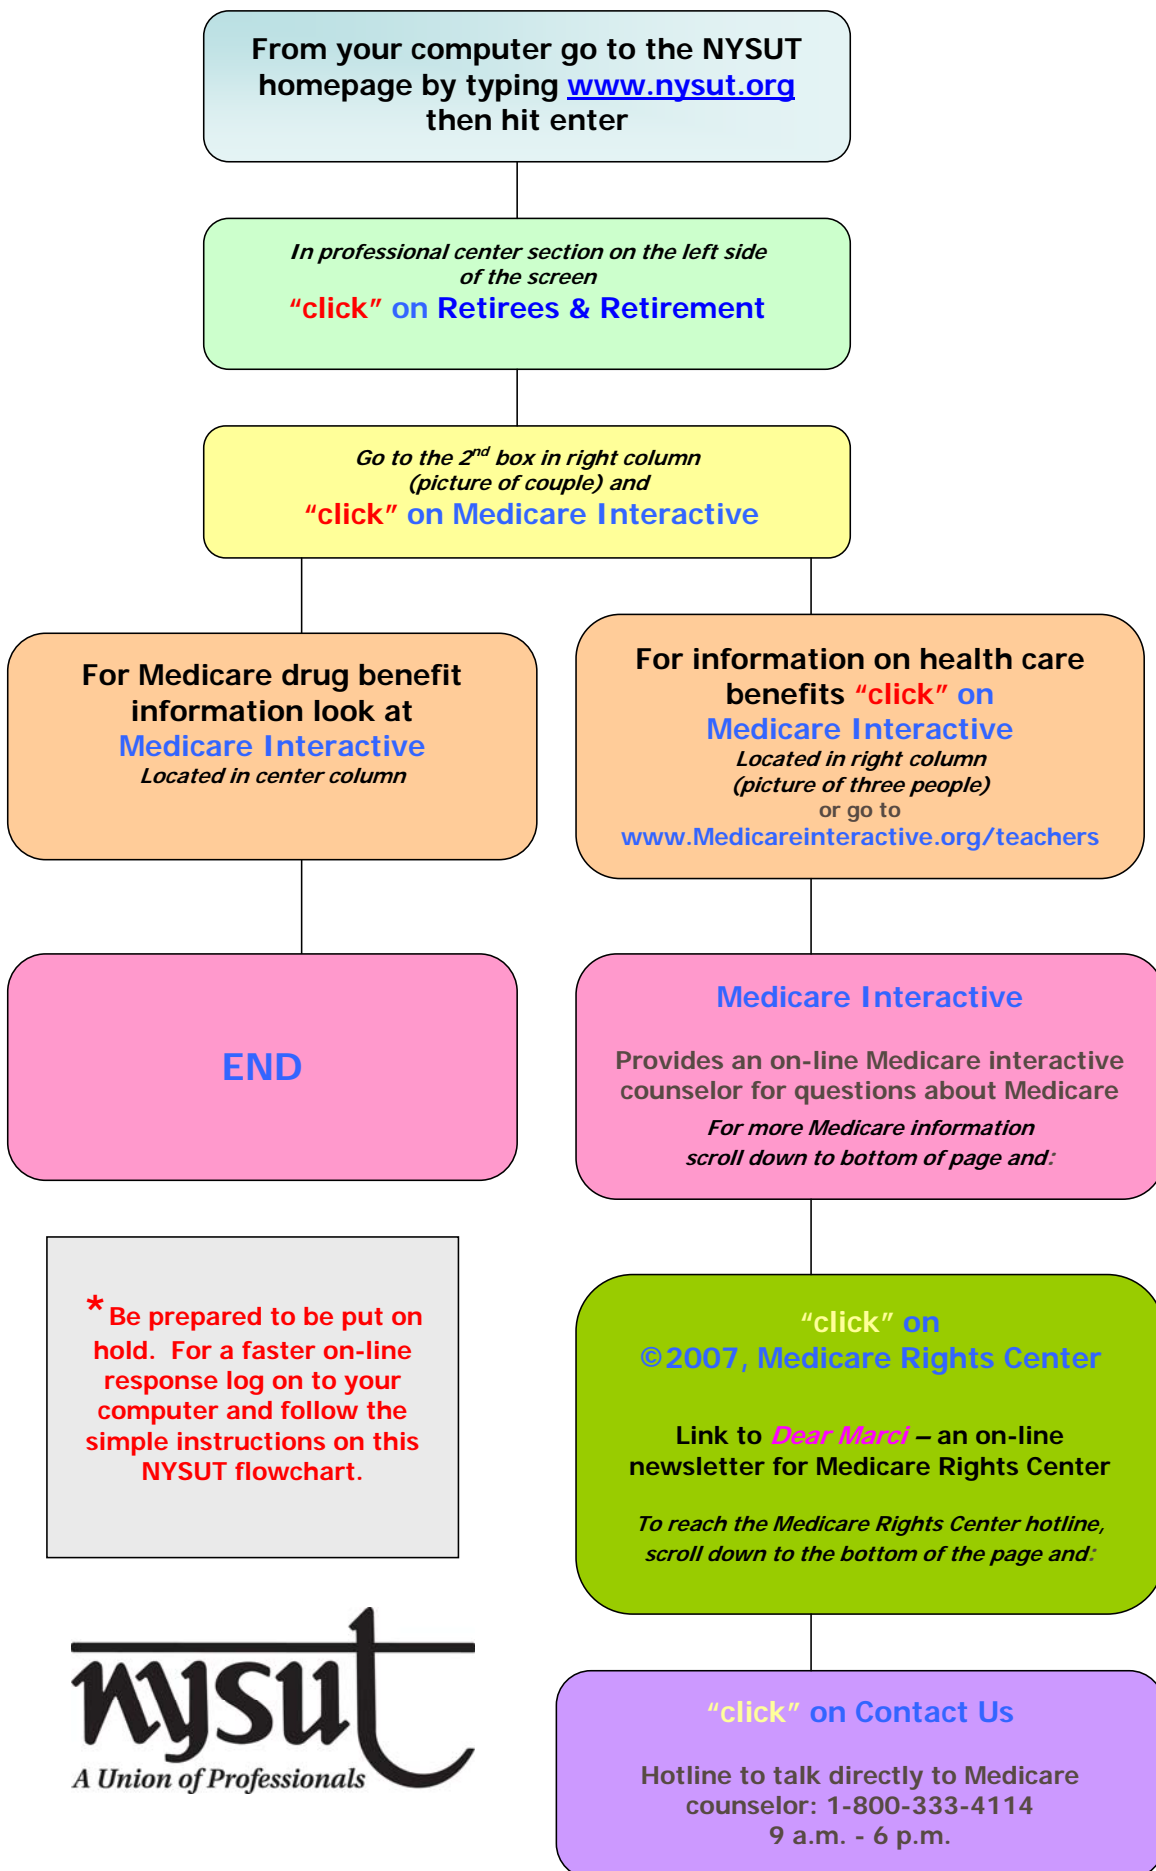 From your computer go to the NYSUT
homepage by typing www.nysut.org
then hit enter
In professional center section on the left side
of the screen
“click” on Retirees & Retirement
Go to the 2nd box in right column
(picture of couple) and
“click” on Medicare Interactive
For Medicare drug benefit
information look at
Medicare Interactive
Located in center column
END
For information on health care
benefits “click” on
Medicare Interactive
Located in right column
(picture of three people)
or go to
www.Medicareinteractive.org/teachers
Medicare Interactive
Provides an on-line Medicare interactive
counselor for questions about Medicare
For more Medicare information
scroll down to bottom of page and:
“click” on
©2007, Medicare Rights Center
Link to Dear Marci – an on-line
newsletter for Medicare Rights Center
To reach the Medicare Rights Center hotline,
scroll down to the bottom of the page and:
“click” on Contact Us
Hotline to talk directly to Medicare
counselor: 1-800-333-4114
9 a.m. - 6 p.m.
* Be prepared to be put on
hold.  For a faster on-line
response log on to your
computer and follow the
simple instructions on this
NYSUT flowchart.
nysut
A Union of Professionals